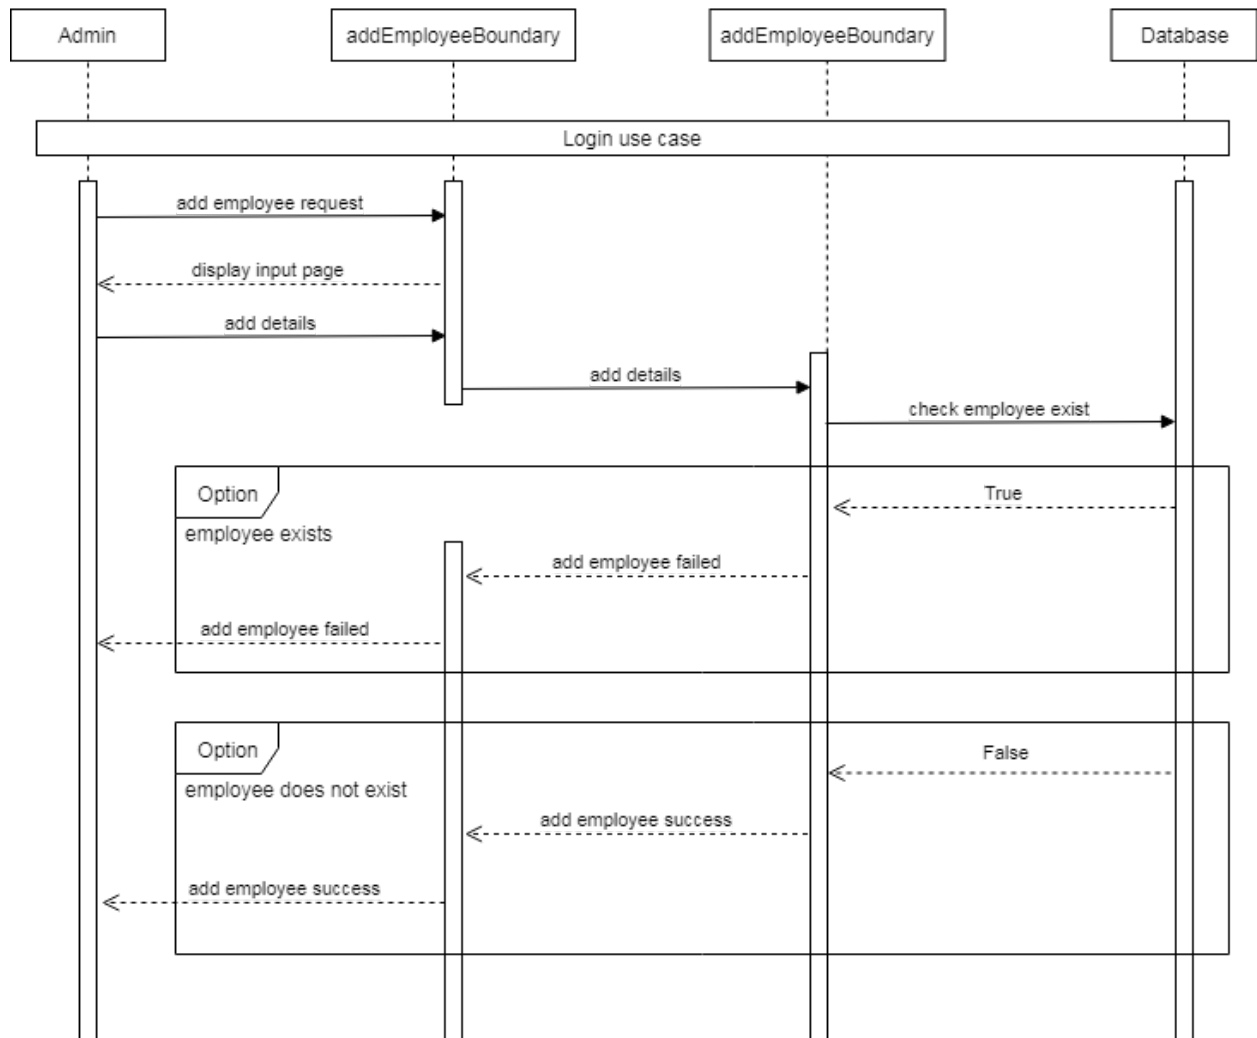 Admin
addEmployeeBoundary
addEmployeeBoundary
Database
Login use case
add employee request
display input page
add details
add details
check employee exist
Option
True
employee exists
add employee failed
add employee failed
Option
False
employee does not exist
add employee success
add employee success